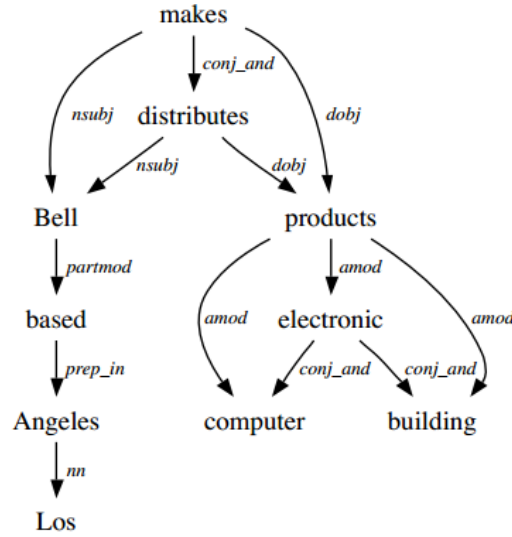 makes
conj_and
nsubj distributes dobj
nsubj dobj
Bell products
partmod amod
based amod electronic amod
prep_in conj_and conj_and
Angeles computer building
nn
Los